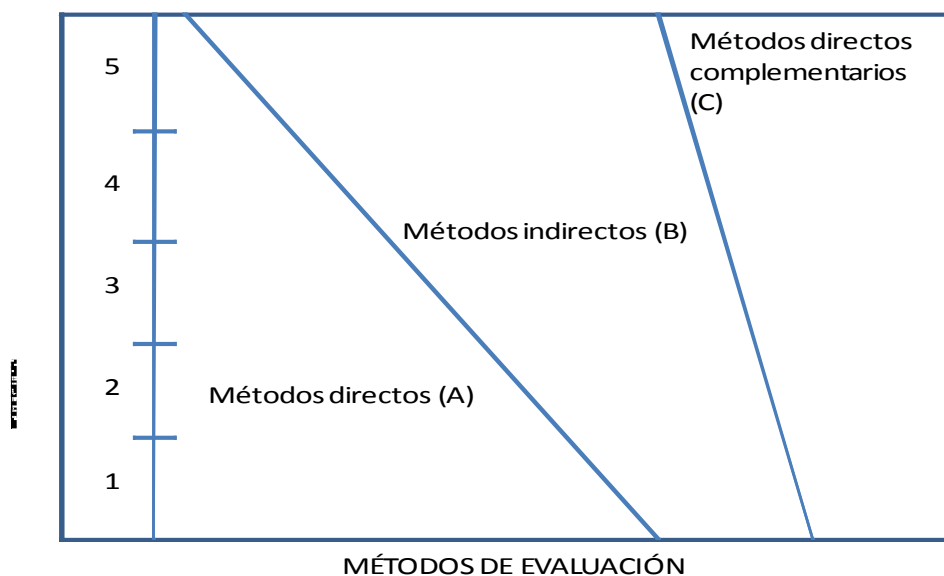 5
Métodos directos
complementarios
(C)
4
Métodos indirectos (B)
3
2
Métodos directos (A)
1
MÉTODOS DE EVALUACIÓN